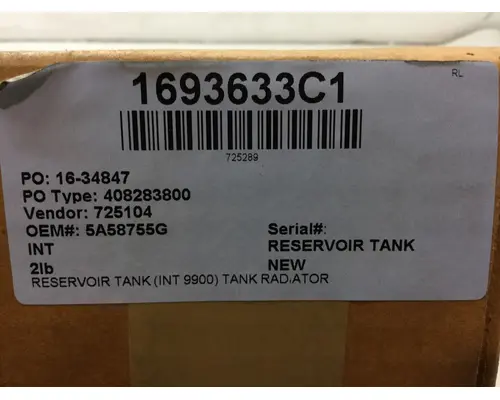 RL
1693633C1
725289
PO: 16-34847
PO Type: 408283800
Vendor: 725104
OEM#: 5A58755G Serial#:
INT RESERVOIR TANK
2lb NEW
RESERVOIR TANK (INT 9900) TANK RADIATOR